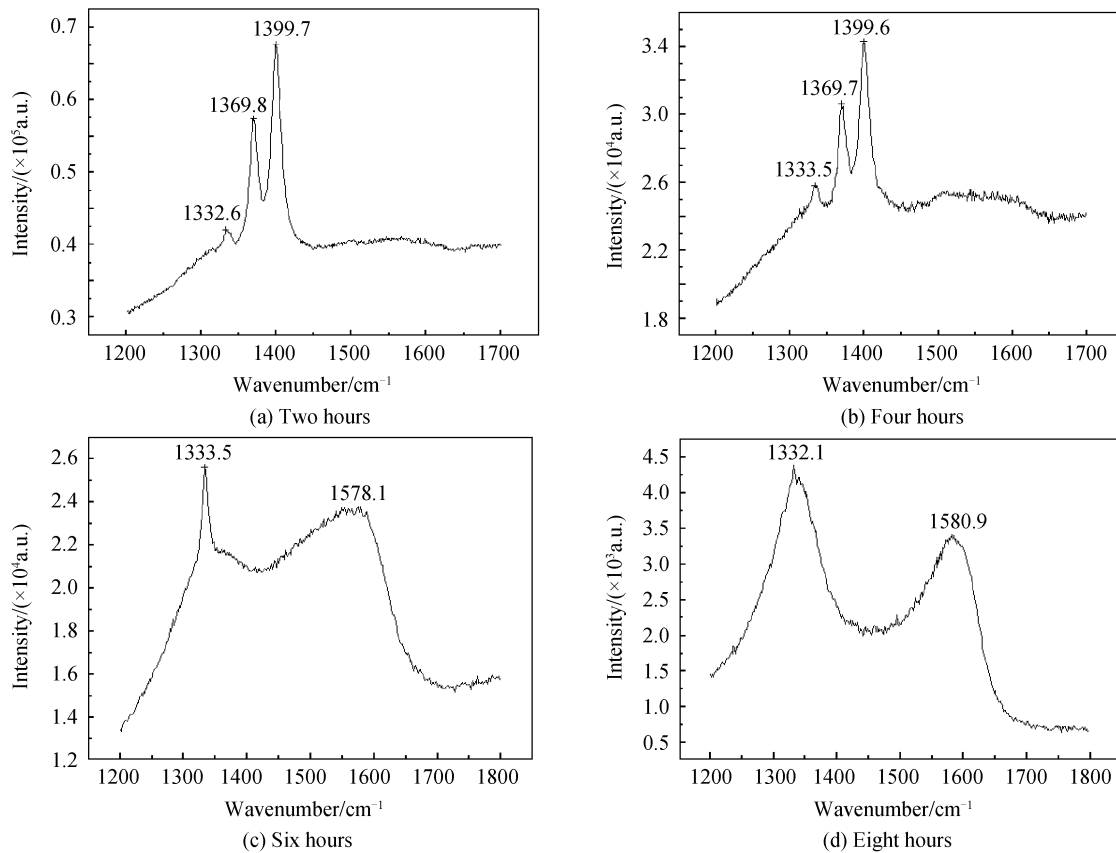 0.7
0.6
0.5
0.4
0.3
Intensity/(×10⁵a.u.)
1399.7
1369.8
1332.6
1200 1300 1400 1500 1600 1700
Wavenumber/cm⁻¹
(a) Two hours
3.4
3.0
2.6
2.2
1.8
Intensity/(×10⁴a.u.)
1399.6
1369.7
1333.5
1200 1300 1400 1500 1600 1700
Wavenumber/cm⁻¹
(b) Four hours
2.6
2.4
2.2
2.0
1.8
1.6
1.4
1.2
Intensity/(×10⁴a.u.)
1333.5
1578.1
1200 1300 1400 1500 1600 1700 1800
Wavenumber/cm⁻¹
(c) Six hours
4.5
4.0
3.5
3.0
2.5
2.0
1.5
1.0
0.5
Intensity/(×10³a.u.)
1332.1
1580.9
1200 1300 1400 1500 1600 1700 1800
Wavenumber/cm⁻¹
(d) Eight hours